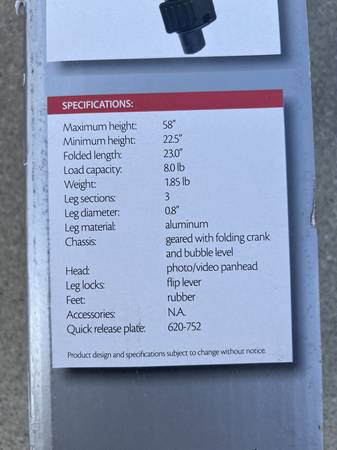 SPECIFICATIONS:
Maximum height: 58"
Minimum height: 22.5"
Folded length: 23.0"
Load capacity: 8.0 lb
Weight: 1.85 lb
Leg sections: 3
Leg diameter: 0.8"
Leg material: aluminum
Chassis: geared with folding crank
and bubble level
Head: photo/video panhead
Leg locks: flip lever
Feet: rubber
Accessories: N.A.
Quick release plate: 620-752
Product design and specifications subject to change without notice.